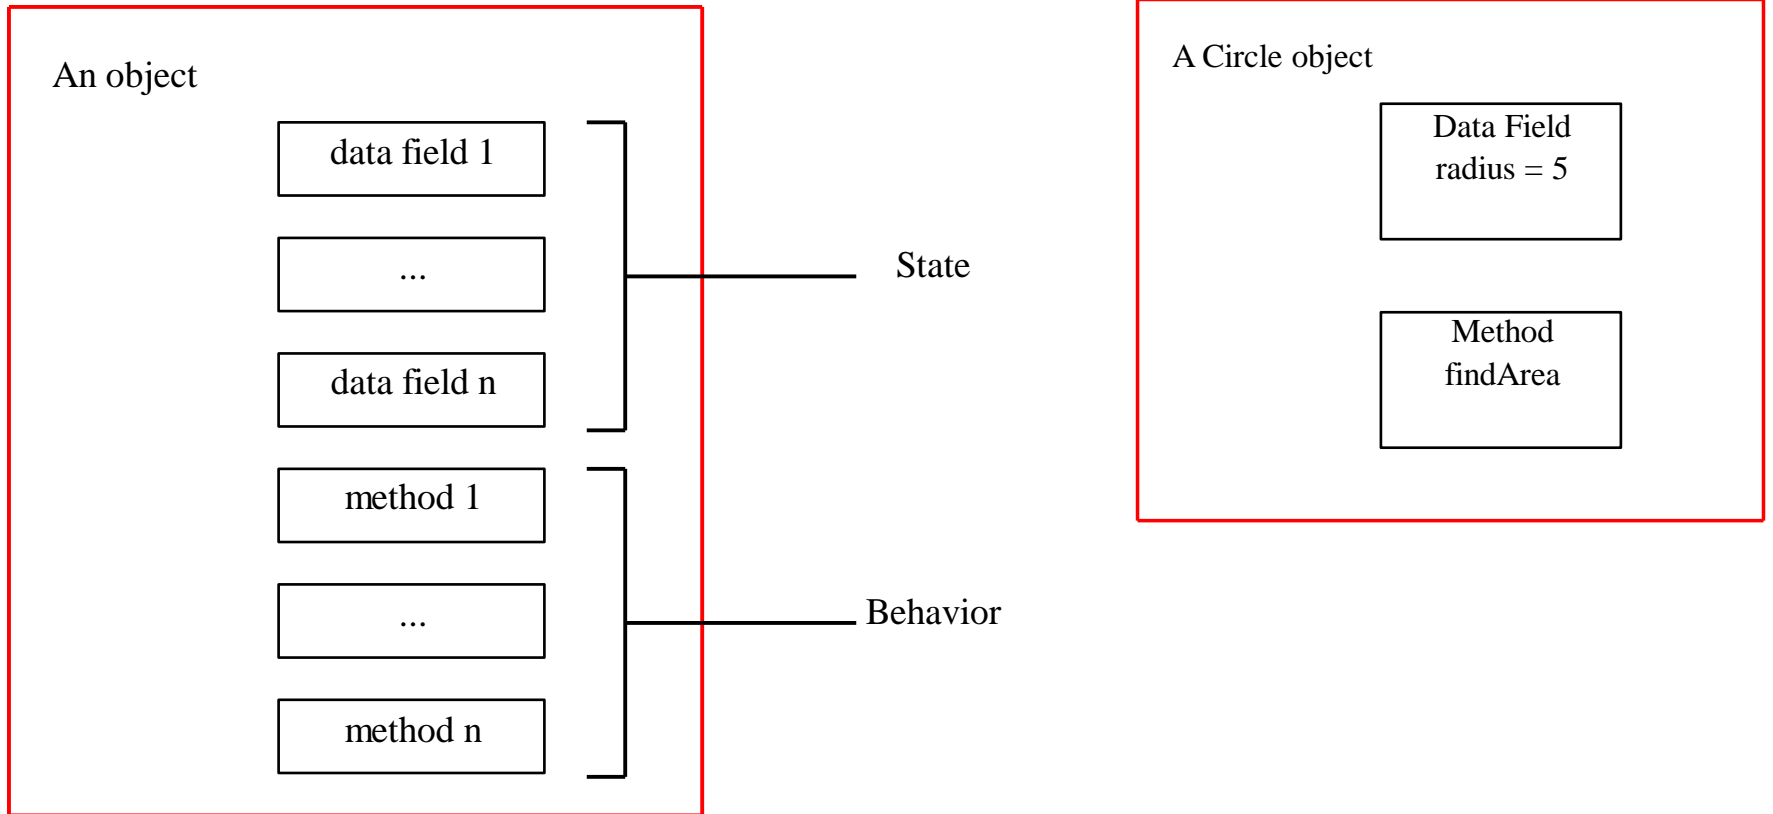 An object
data field 1
...
data field n
method 1
...
method n
State
Behavior
A Circle object
Data Field
radius = 5
Method
findArea